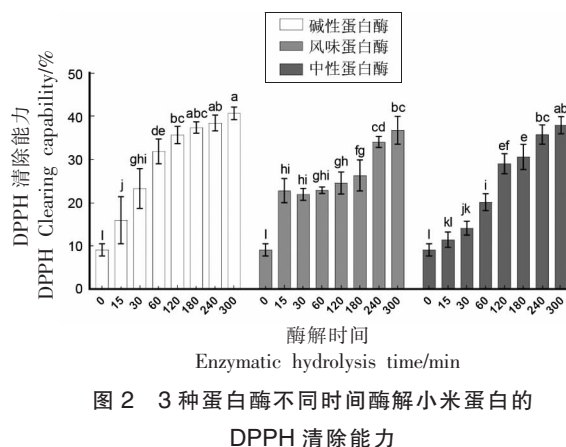 碱性蛋白酶
风味蛋白酶
中性蛋白酶
DPPH 清除能力
DPPH Clearing capability/%
50
40
30
20
10
0
l j ghi de bc abc ab a
l hi hi ghi gh fg cd bc
l kl jk i ef e bc ab
0 15 30 60 120 180 240 300 0 15 30 60 120 180 240 300 0 15 30 60 120 180 240 300
酶解时间
Enzymatic hydrolysis time/min
图 2 3 种蛋白酶不同时间酶解小米蛋白的
DPPH 清除能力